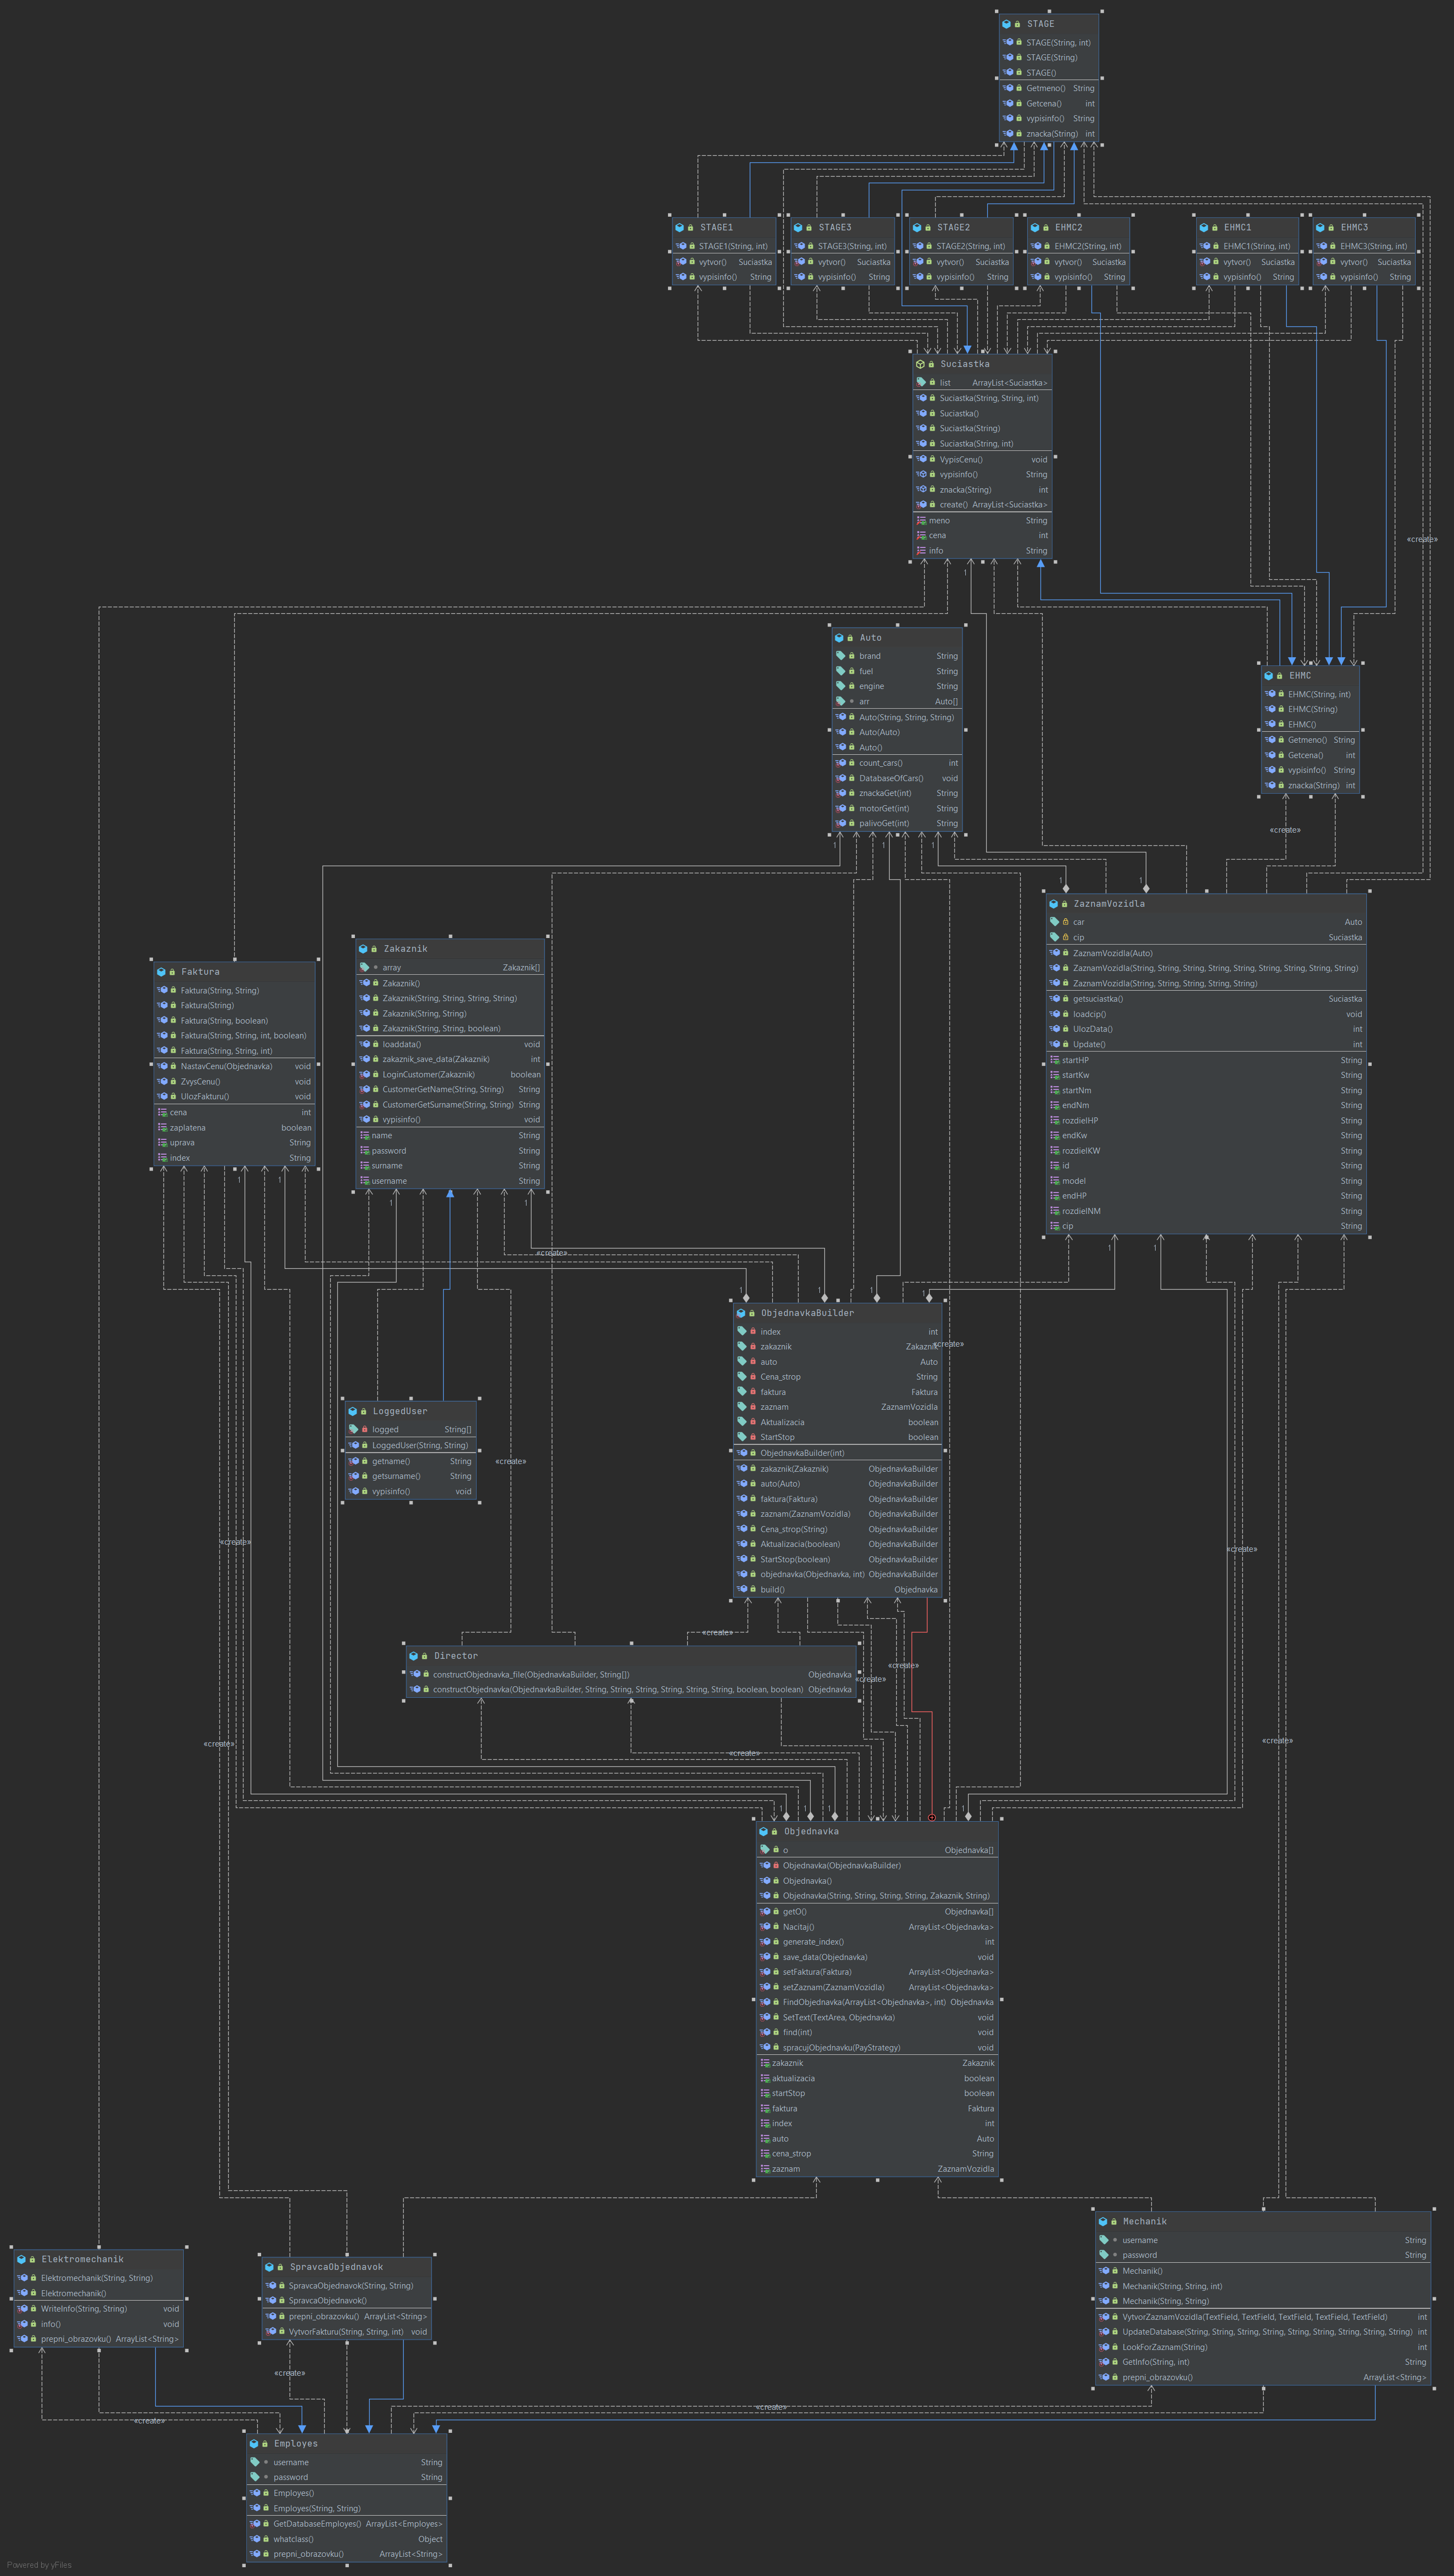 STAGE
STAGE(String, int)
STAGE(String)
STAGE()
Getmeno() String
Getcena() int
vypisinfo() String
znacka(String) int
STAGE1
STAGE1(String, int)
vytvor() Suciastka
vypisinfo() String
STAGE3
STAGE3(String, int)
vytvor() Suciastka
vypisinfo() String
STAGE2
STAGE2(String, int)
vytvor() Suciastka
vypisinfo() String
EHMC2
EHMC2(String, int)
vytvor() Suciastka
vypisinfo() String
EHMC1
EHMC1(String, int)
vytvor() Suciastka
vypisinfo() String
EHMC3
EHMC3(String, int)
vytvor() Suciastka
vypisinfo() String
Suciastka
list ArrayList<Suciastka>
Suciastka(String, String, int)
Suciastka()
Suciastka(String)
Suciastka(String, int)
VypisCenu() void
vypisinfo() String
znacka(String) int
create() ArrayList<Suciastka>
meno String
cena int
info String
«create»
1
Auto
brand String
fuel String
engine String
arr Auto[]
Auto(String, String, String)
Auto(Auto)
Auto()
count_cars() int
DatabaseOfCars() void
znackaGet(int) String
motorGet(int) String
palivoGet(int) String
EHMC
EHMC(String, int)
EHMC(String)
EHMC()
Getmeno() String
Getcena() int
vypisinfo() String
znacka(String) int
«create»
1
1
1
1
1
ZaznamVozidla
car Auto
cip Suciastka
ZaznamVozidla(Auto)
ZaznamVozidla(String, String, String, String, String, String, String, String)
ZaznamVozidla(String, String, String, String, String)
getsuciastka() Suciastka
loadcip() void
UlozData() int
Update() int
startHP String
startKw String
startNm String
endNm String
rozdielHP String
endKw String
rozdielKW String
id String
model String
endHP String
rozdielNM String
cip String
Zakaznik
array Zakaznik[]
Zakaznik()
Zakaznik(String, String, String, String)
Zakaznik(String, String)
Zakaznik(String, String, boolean)
loaddata() void
zakaznik_save_data(Zakaznik) int
LoginCustomer(Zakaznik) boolean
CustomerGetName(String, String) String
CustomerGetSurname(String, String) String
vypisinfo() void
name String
password String
surname String
username String
Faktura
Faktura(String, String)
Faktura(String)
Faktura(String, boolean)
Faktura(String, String, int, boolean)
Faktura(String, String, int)
NastavCenu(Objednavka) void
ZvysCenu() void
UlozFakturu() void
cena int
zaplatena boolean
uprava String
index String
1
1
1
1
1
1
«create»
1
1
1
1
ObjednavkaBuilder
index int
zakaznik Zakaznik
«create»
auto Auto
Cena_strop String
faktura Faktura
zaznam ZaznamVozidla
Aktualizacia boolean
StartStop boolean
ObjednavkaBuilder(int)
zakaznik(Zakaznik) ObjednavkaBuilder
auto(Auto) ObjednavkaBuilder
faktura(Faktura) ObjednavkaBuilder
zaznam(ZaznamVozidla) ObjednavkaBuilder
Cena_strop(String) ObjednavkaBuilder
Aktualizacia(boolean) ObjednavkaBuilder
StartStop(boolean) ObjednavkaBuilder
objednavka(Objednavka, int) ObjednavkaBuilder
build() Objednavka
LoggedUser
logged String[]
LoggedUser(String, String)
getname() String
getsurname() String
vypisinfo() void
«create»
«create»
«create»
«create»
Director
constructObjednavka_file(ObjednavkaBuilder, String[]) Objednavka
constructObjednavka(ObjednavkaBuilder, String, String, String, String, String, String, boolean, boolean) Objednavka
«create»
«create»
«create»
«create»
«create»
1
1
1
1
Objednavka
o Objednavka[]
Objednavka(ObjednavkaBuilder)
Objednavka()
Objednavka(String, String, String, String, Zakaznik, String)
getO() Objednavka[]
Nacitaj() ArrayList<Objednavka>
generate_index() int
save_data(Objednavka) void
setFaktura(Faktura) ArrayList<Objednavka>
setZaznam(ZaznamVozidla) ArrayList<Objednavka>
FindObjednavka(ArrayList<Objednavka>, int) Objednavka
SetText(TextArea, Objednavka) void
find(int) void
spracujObjednavku(PayStrategy) void
zakaznik Zakaznik
aktualizacia boolean
startStop boolean
faktura Faktura
index int
auto Auto
cena_strop String
zaznam ZaznamVozidla
Mechanik
username String
password String
Mechanik()
Mechanik(String, String, int)
Mechanik(String, String)
VytvorZaznamVozidla(TextField, TextField, TextField, TextField, TextField) int
UpdateDatabase(String, String, String, String, String, String, String, String) int
LookForZaznam(String) int
GetInfo(String, int) String
prepni_obrazovku() ArrayList<String>
Elektromechanik
Elektromechanik(String, String)
Elektromechanik()
WriteInfo(String, String) void
info() void
prepni_obrazovku() ArrayList<String>
SpravcaObjednavok
SpravcaObjednavok(String, String)
SpravcaObjednavok()
prepni_obrazovku() ArrayList<String>
VytvorFakturu(String, String, int) void
«create»
«create»
«create»
Employes
username String
password String
Employes()
Employes(String, String)
GetDatabaseEmployes() ArrayList<Employes>
whatclass() Object
prepni_obrazovku() ArrayList<String>
Powered by yFiles